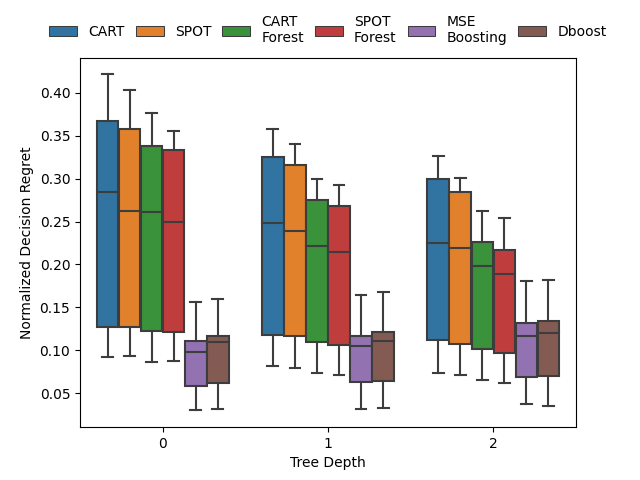 CART SPOT CART Forest SPOT Forest MSE Boosting Dboost
0.40
0.35
0.30
0.25
0.20
0.15
0.10
0.05
Normalized Decision Regret
0 1 2
Tree Depth